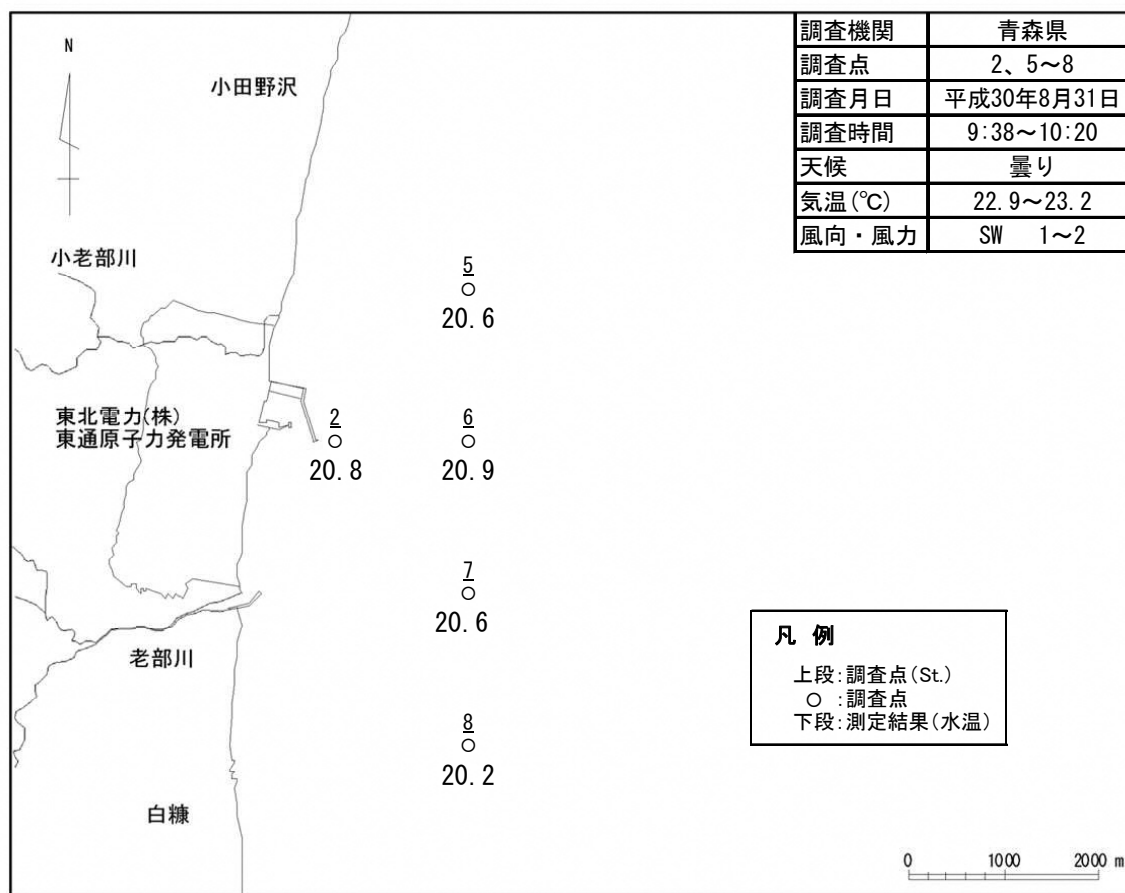 調査機関 青森県
調査点 2、5～8
調査月日 平成30年8月31日
調査時間 9:38～10:20
天候 曇り
気温(℃) 22.9～23.2
風向・風力 SW 1～2
N
小田野沢
小老部川
5
20.6
東北電力(株)
東通原子力発電所
2
20.8
6
20.9
7
20.6
老部川
8
20.2
白糠
凡 例
上段:調査点(St.)
○ :調査点
下段:測定結果(水温)
0 1000 2000 m